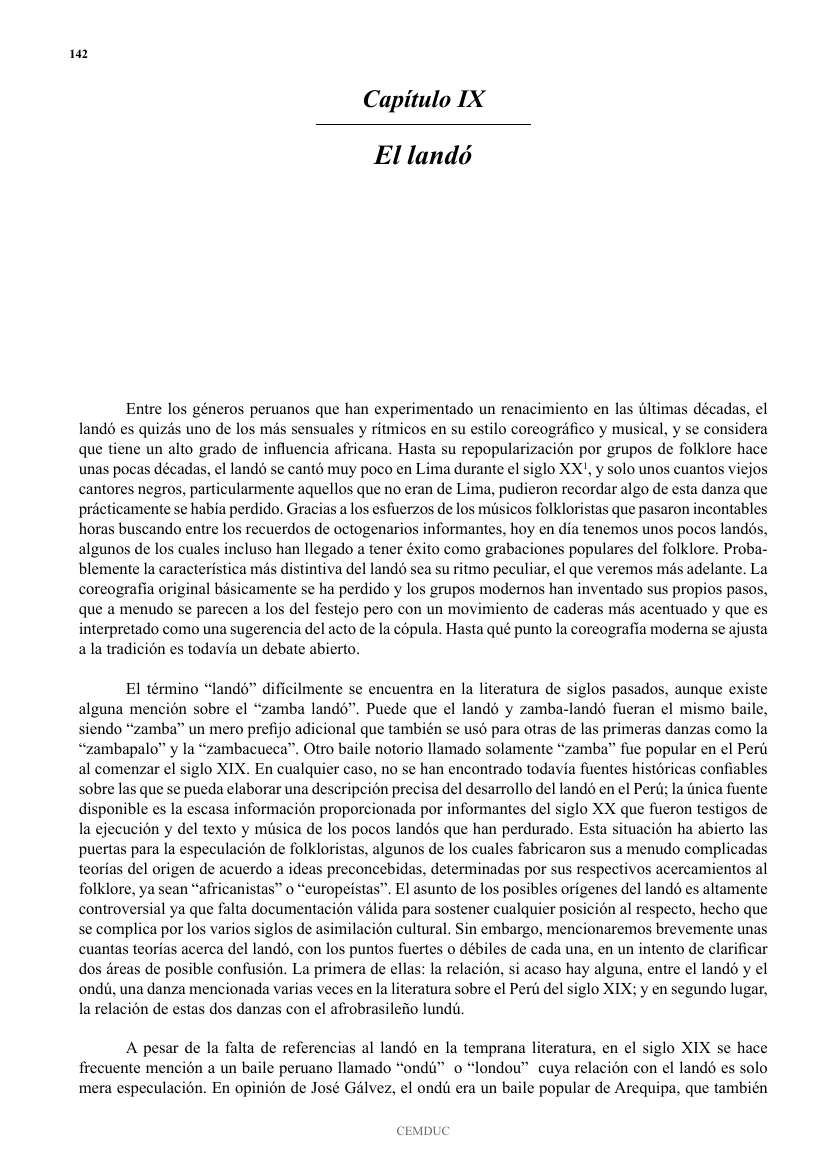 142
Capítulo IX
El landó
Entre los géneros peruanos que han experimentado un renacimiento en las últimas décadas, el
landó es quizás uno de los más sensuales y rítmicos en su estilo coreográfico y musical, y se considera
que tiene un alto grado de influencia africana. Hasta su repopularización por grupos de folklore hace
unas pocas décadas, el landó se cantó muy poco en Lima durante el siglo XX¹, y solo unos cuantos viejos
cantores negros, particularmente aquellos que no eran de Lima, pudieron recordar algo de esta danza que
prácticamente se había perdido. Gracias a los esfuerzos de los músicos folkloristas que pasaron incontables
horas buscando entre los recuerdos de octogenarios informantes, hoy en día tenemos unos pocos landós,
algunos de los cuales incluso han llegado a tener éxito como grabaciones populares del folklore. Proba-
blemente la característica más distintiva del landó sea su ritmo peculiar, el que veremos más adelante. La
coreografía original básicamente se ha perdido y los grupos modernos han inventado sus propios pasos,
que a menudo se parecen a los del festejo pero con un movimiento de caderas más acentuado y que es
interpretado como una sugerencia del acto de la cópula. Hasta qué punto la coreografía moderna se ajusta
a la tradición es todavía un debate abierto.
El término “landó” difícilmente se encuentra en la literatura de siglos pasados, aunque existe
alguna mención sobre el “zamba landó”. Puede que el landó y zamba-landó fueran el mismo baile,
siendo “zamba” un mero prefijo adicional que también se usó para otras de las primeras danzas como la
“zambapalo” y la “zambacueca”. Otro baile notorio llamado solamente “zamba” fue popular en el Perú
al comenzar el siglo XIX. En cualquier caso, no se han encontrado todavía fuentes históricas confiables
sobre las que se pueda elaborar una descripción precisa del desarrollo del landó en el Perú; la única fuente
disponible es la escasa información proporcionada por informantes del siglo XX que fueron testigos de
la ejecución y del texto y música de los pocos landós que han perdurado. Esta situación ha abierto las
puertas para la especulación de folkloristas, algunos de los cuales fabricaron sus a menudo complicadas
teorías del origen de acuerdo a ideas preconcebidas, determinadas por sus respectivos acercamientos al
folklore, ya sean “africanistas” o “europeístas”. El asunto de los posibles orígenes del landó es altamente
controversial ya que falta documentación válida para sostener cualquier posición al respecto, hecho que
se complica por los varios siglos de asimilación cultural. Sin embargo, mencionaremos brevemente unas
cuantas teorías acerca del landó, con los puntos fuertes o débiles de cada una, en un intento de clarificar
dos áreas de posible confusión. La primera de ellas: la relación, si acaso hay alguna, entre el landó y el
ondú, una danza mencionada varias veces en la literatura sobre el Perú del siglo XIX; y en segundo lugar,
la relación de estas dos danzas con el afrobrasileño lundú.
A pesar de la falta de referencias al landó en la temprana literatura, en el siglo XIX se hace
frecuente mención a un baile peruano llamado “ondú” o “londou” cuya relación con el landó es solo
mera especulación. En opinión de José Gálvez, el ondú era un baile popular de Arequipa, que también
CEMDUC